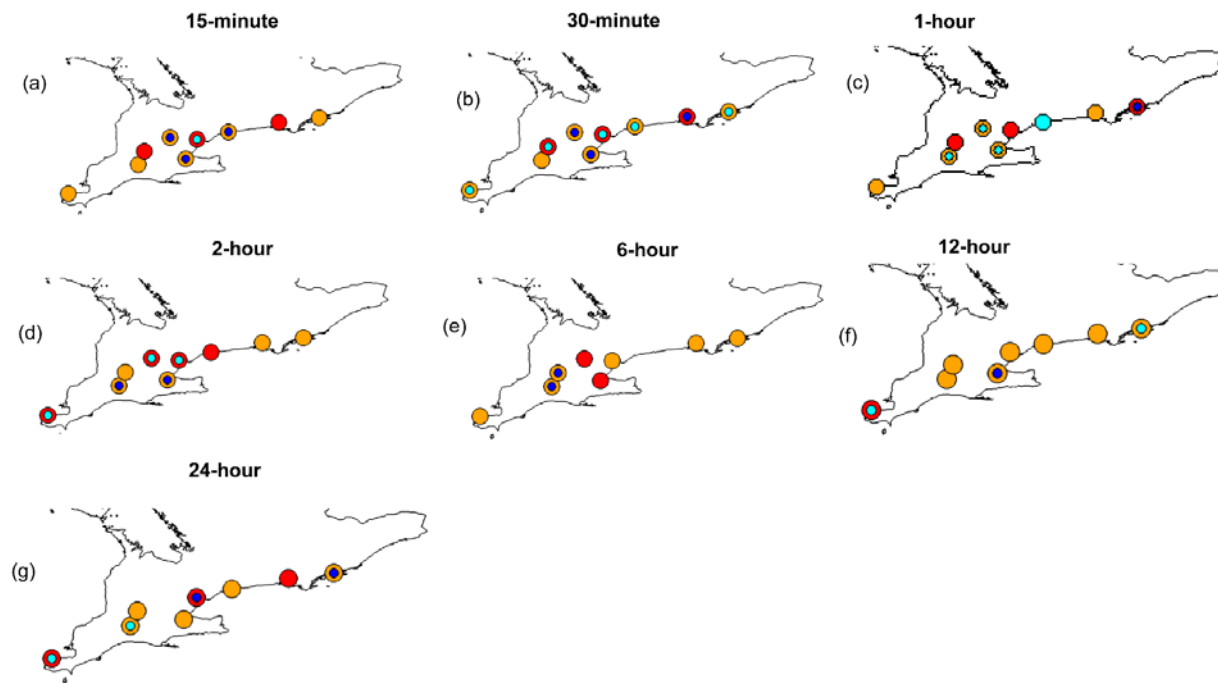 15-minute
30-minute
1-hour
(a)
(b)
(c)
2-hour
6-hour
12-hour
(d)
(e)
(f)
24-hour
(g)